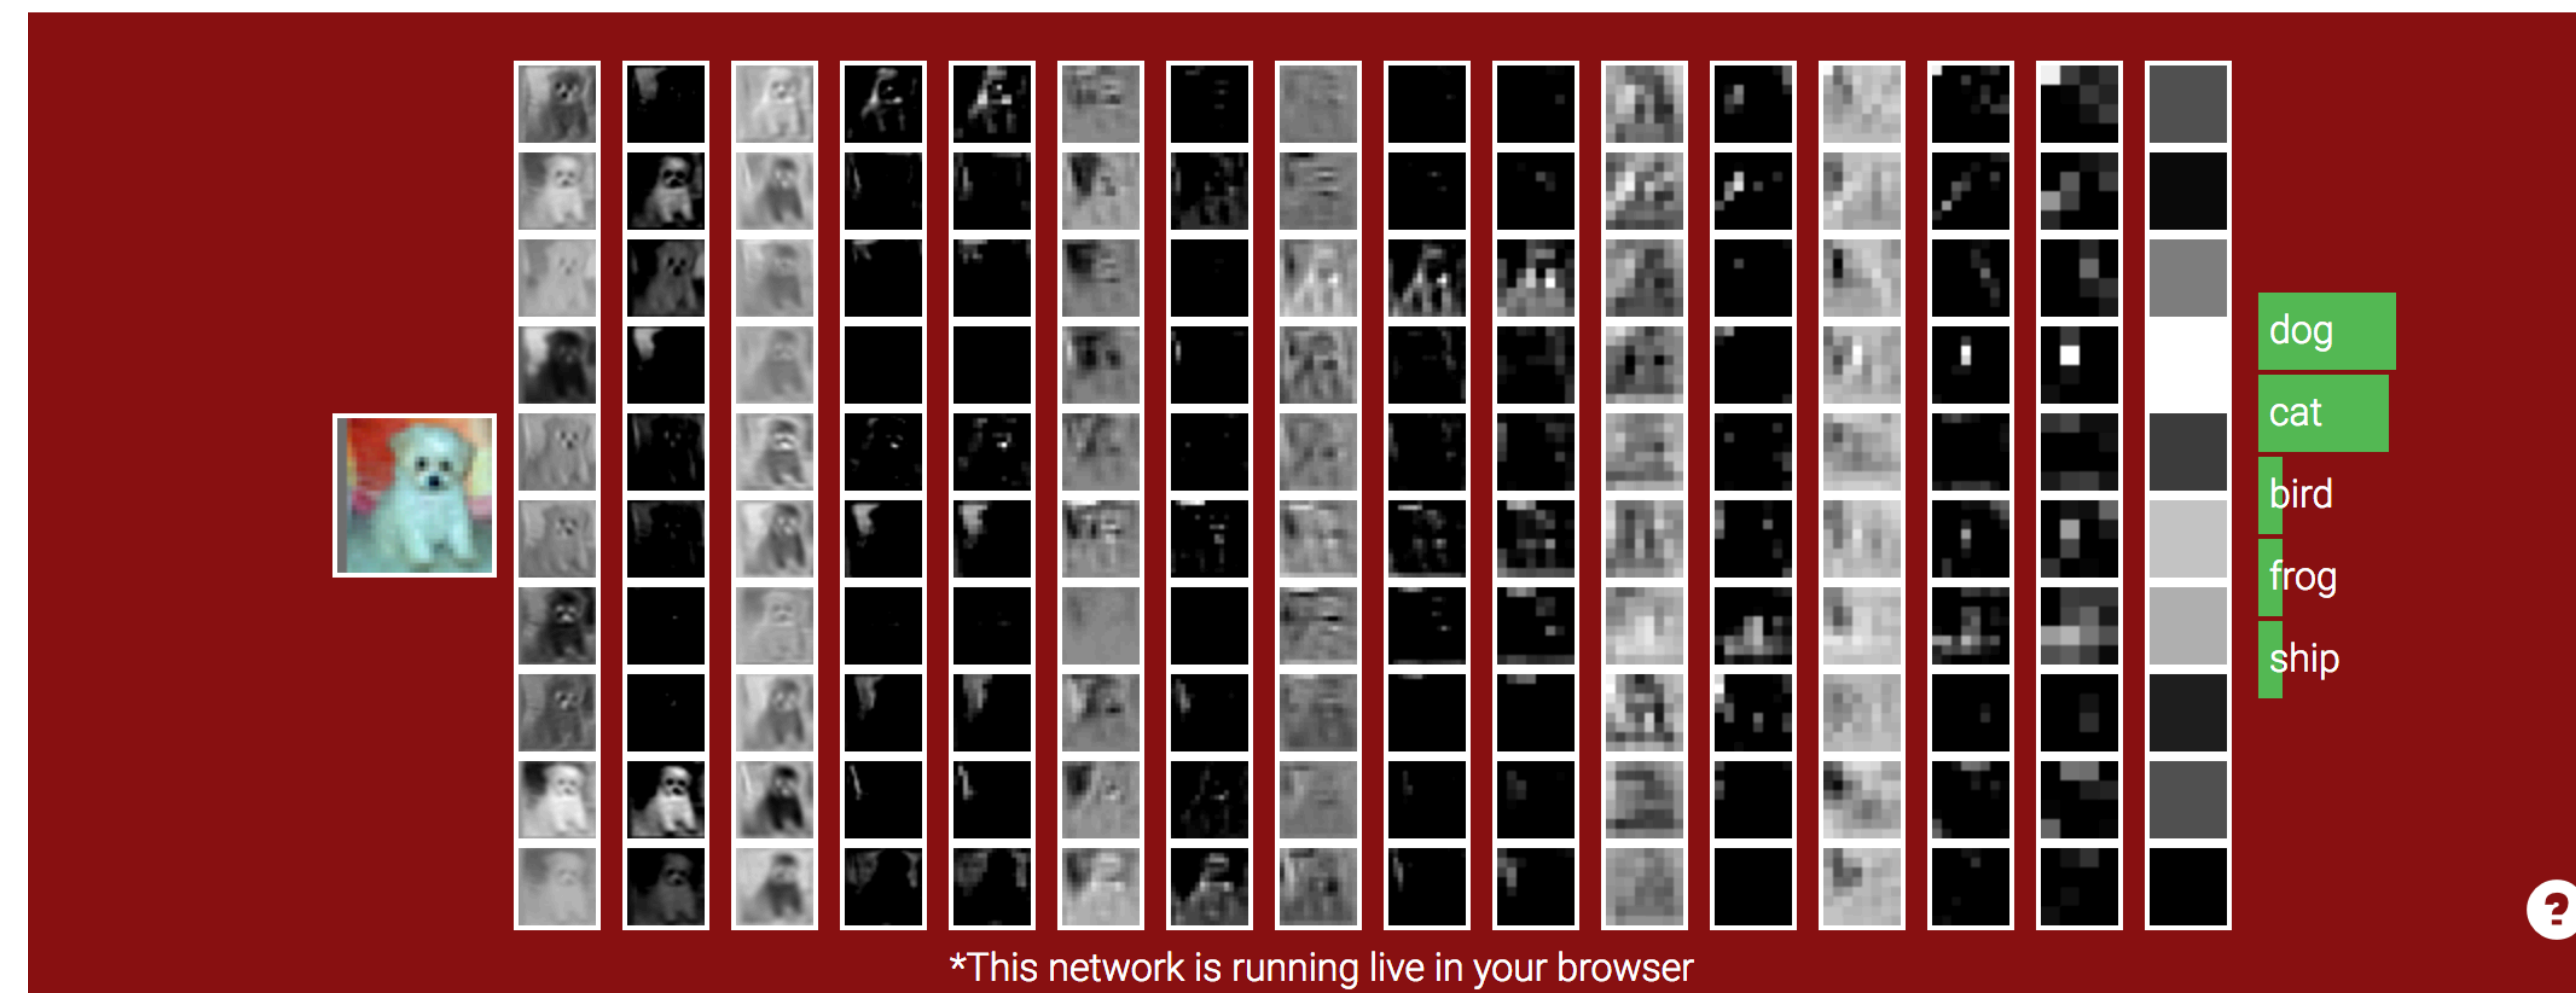 dog
cat
bird
frog
ship
?
*This network is running live in your browser